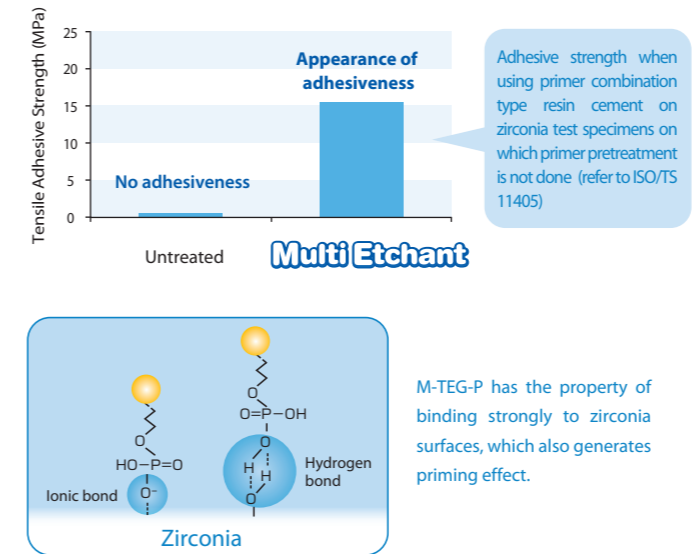 Tensile Adhesive Strength (MPa)
25
20
15
10
5
0
Appearance of
adhesiveness
No adhesiveness
Untreated
Multi Etchant
Adhesive strength when
using primer combination
type resin cement on
zirconia test specimens on
which primer pretreatment
is not done (refer to ISO/TS
11405)
O
O=P–OH
O
H
H
O
Hydrogen
bond
O
HO–P=O
O-
Ionic bond
Zirconia
M-TEG-P has the property of
binding strongly to zirconia
surfaces, which also generates
priming effect.